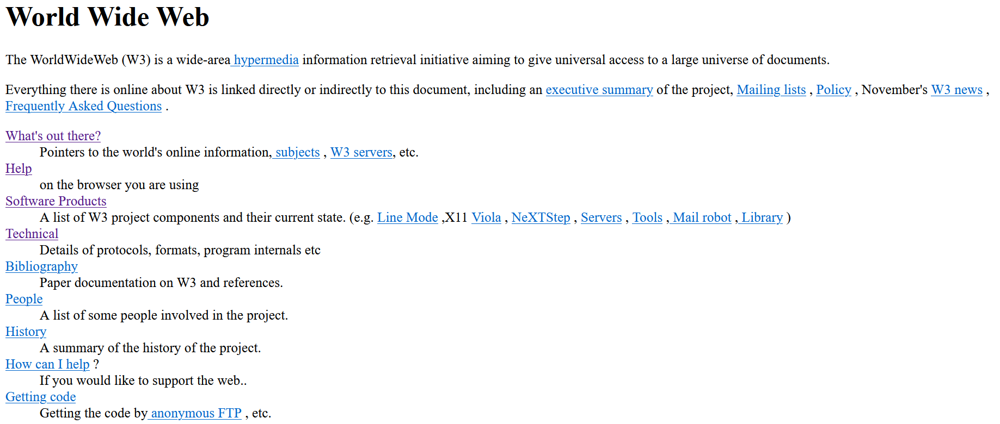 World Wide Web
The WorldWideWeb (W3) is a wide-area hypermedia information retrieval initiative aiming to give universal access to a large universe of documents.
Everything there is online about W3 is linked directly or indirectly to this document, including an executive summary of the project, Mailing lists , Policy , November's W3 news ,
Frequently Asked Questions .
What's out there?
Pointers to the world's online information, subjects , W3 servers, etc.
Help
on the browser you are using
Software Products
A list of W3 project components and their current state. (e.g. Line Mode ,X11 Viola , NeXTStep , Servers , Tools , Mail robot , Library )
Technical
Details of protocols, formats, program internals etc
Bibliography
Paper documentation on W3 and references.
People
A list of some people involved in the project.
History
A summary of the history of the project.
How can I help ?
If you would like to support the web..
Getting code
Getting the code by anonymous FTP , etc.